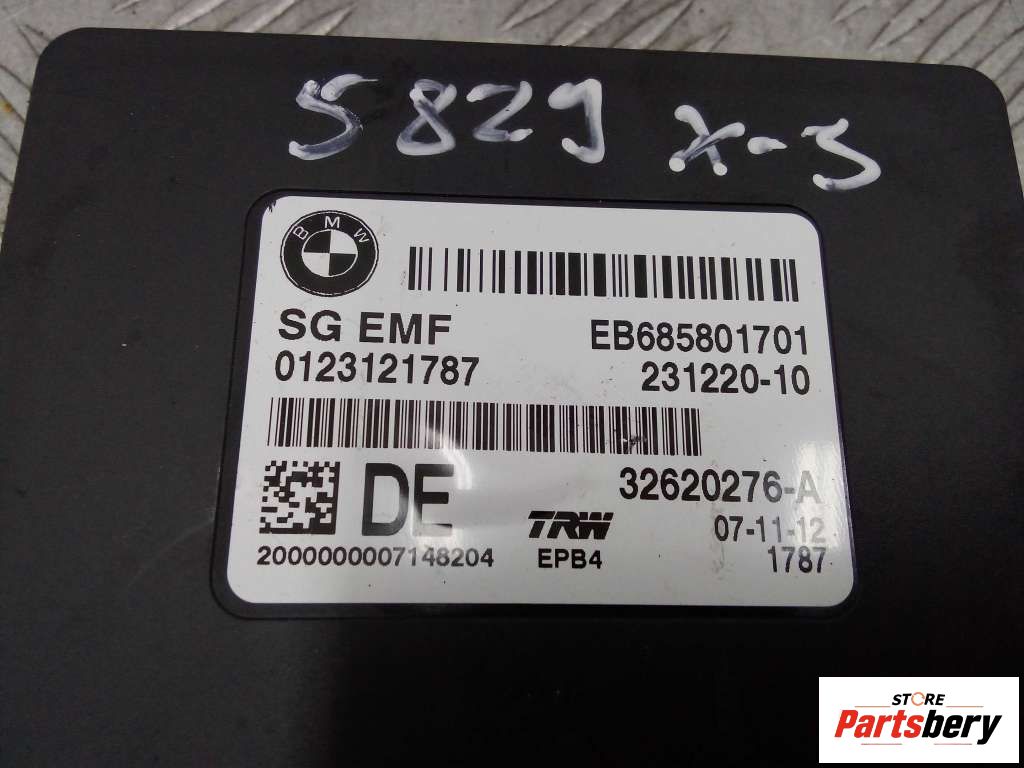 5829 X-3
BMW
SG EMF
EB685801701
0123121787
231220-10
DE
32620276-A
TRW
07-11-12
2000000007148204
EPB4
1787
STORE
Partsbery